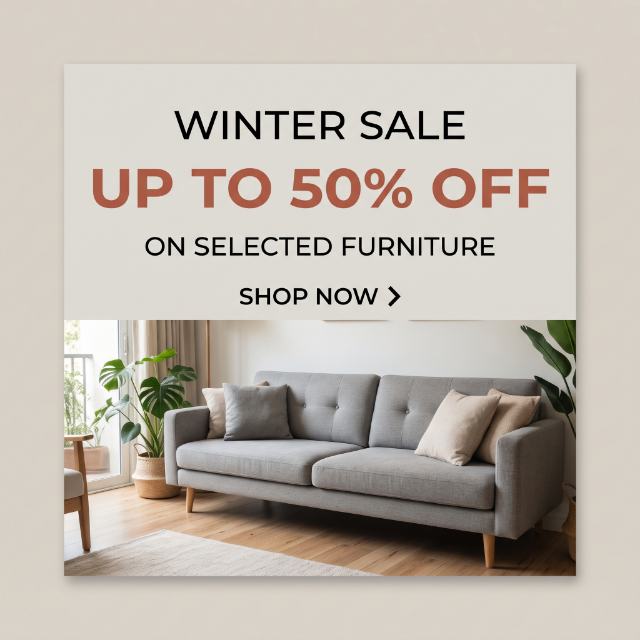 WINTER SALE
UP TO 50% OFF
ON SELECTED FURNITURE
SHOP NOW >